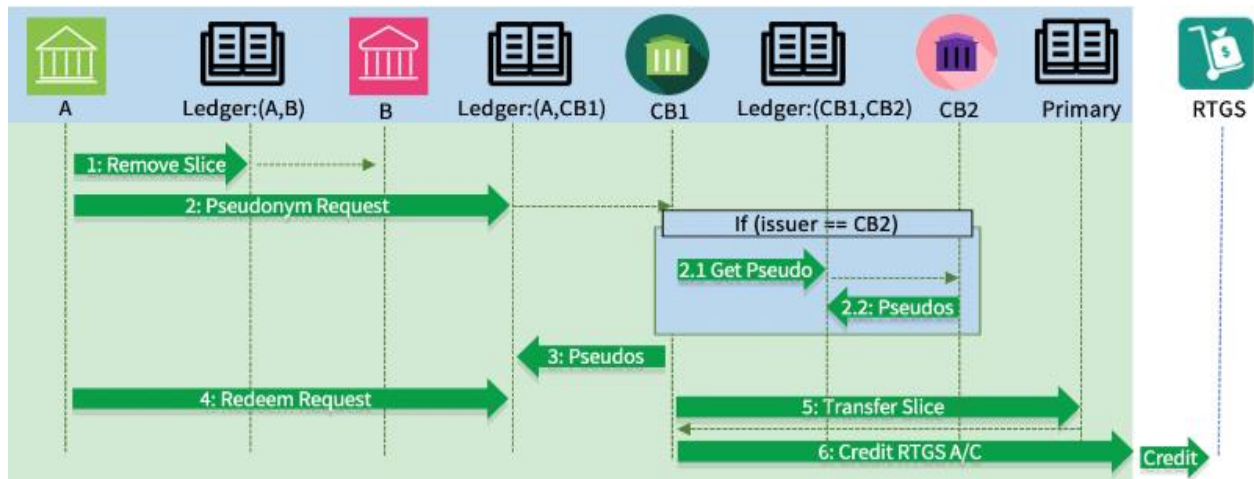 A
Ledger:(A,B)
B
Ledger:(A,CB1)
CB1
Ledger:(CB1,CB2)
CB2
Primary
RTGS
1: Remove Slice
2: Pseudonym Request
If (issuer == CB2)
2.1 Get Pseudo
2.2: Pseudos
3: Pseudos
4: Redeem Request
5: Transfer Slice
6: Credit RTGS A/C
Credit
$